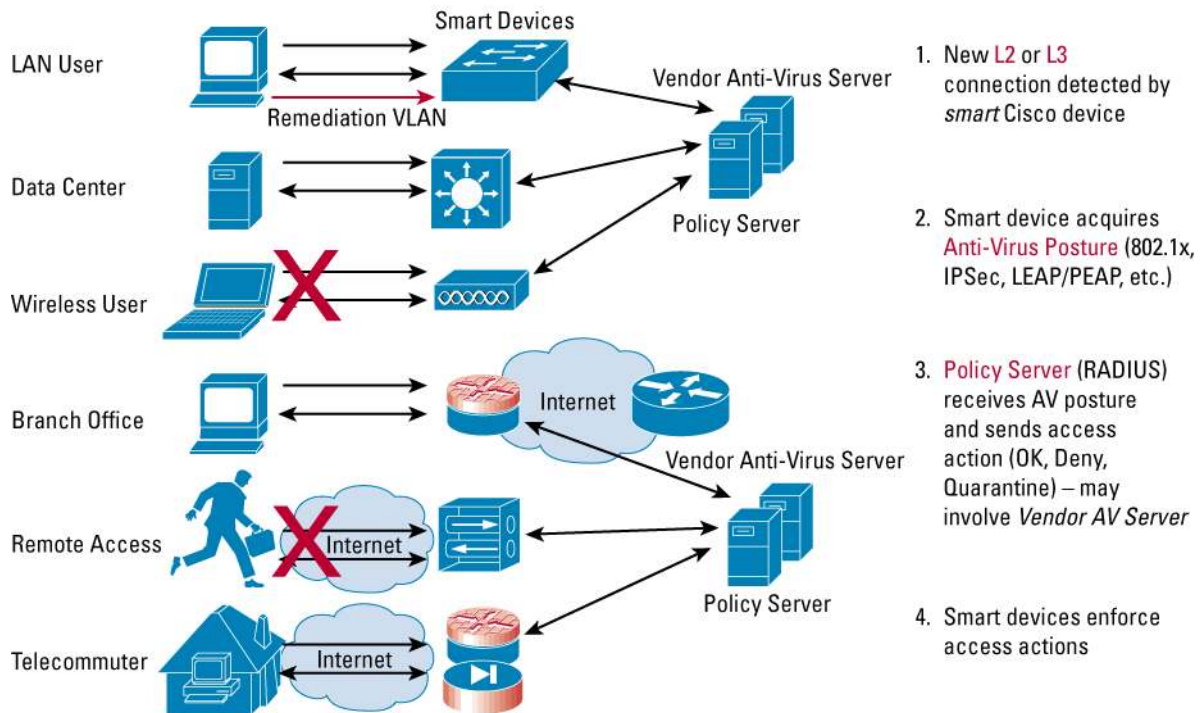 Smart Devices
LAN User
Remediation VLAN
Vendor Anti-Virus Server
Data Center
Policy Server
Wireless User
Branch Office
Internet
Vendor Anti-Virus Server
Remote Access
Internet
Policy Server
Telecommuter
Internet
1. New L2 or L3
connection detected by
smart Cisco device
2. Smart device acquires
Anti-Virus Posture (802.1x,
IPSec, LEAP/PEAP, etc.)
3. Policy Server (RADIUS)
receives AV posture
and sends access
action (OK, Deny,
Quarantine) – may
involve Vendor AV Server
4. Smart devices enforce
access actions